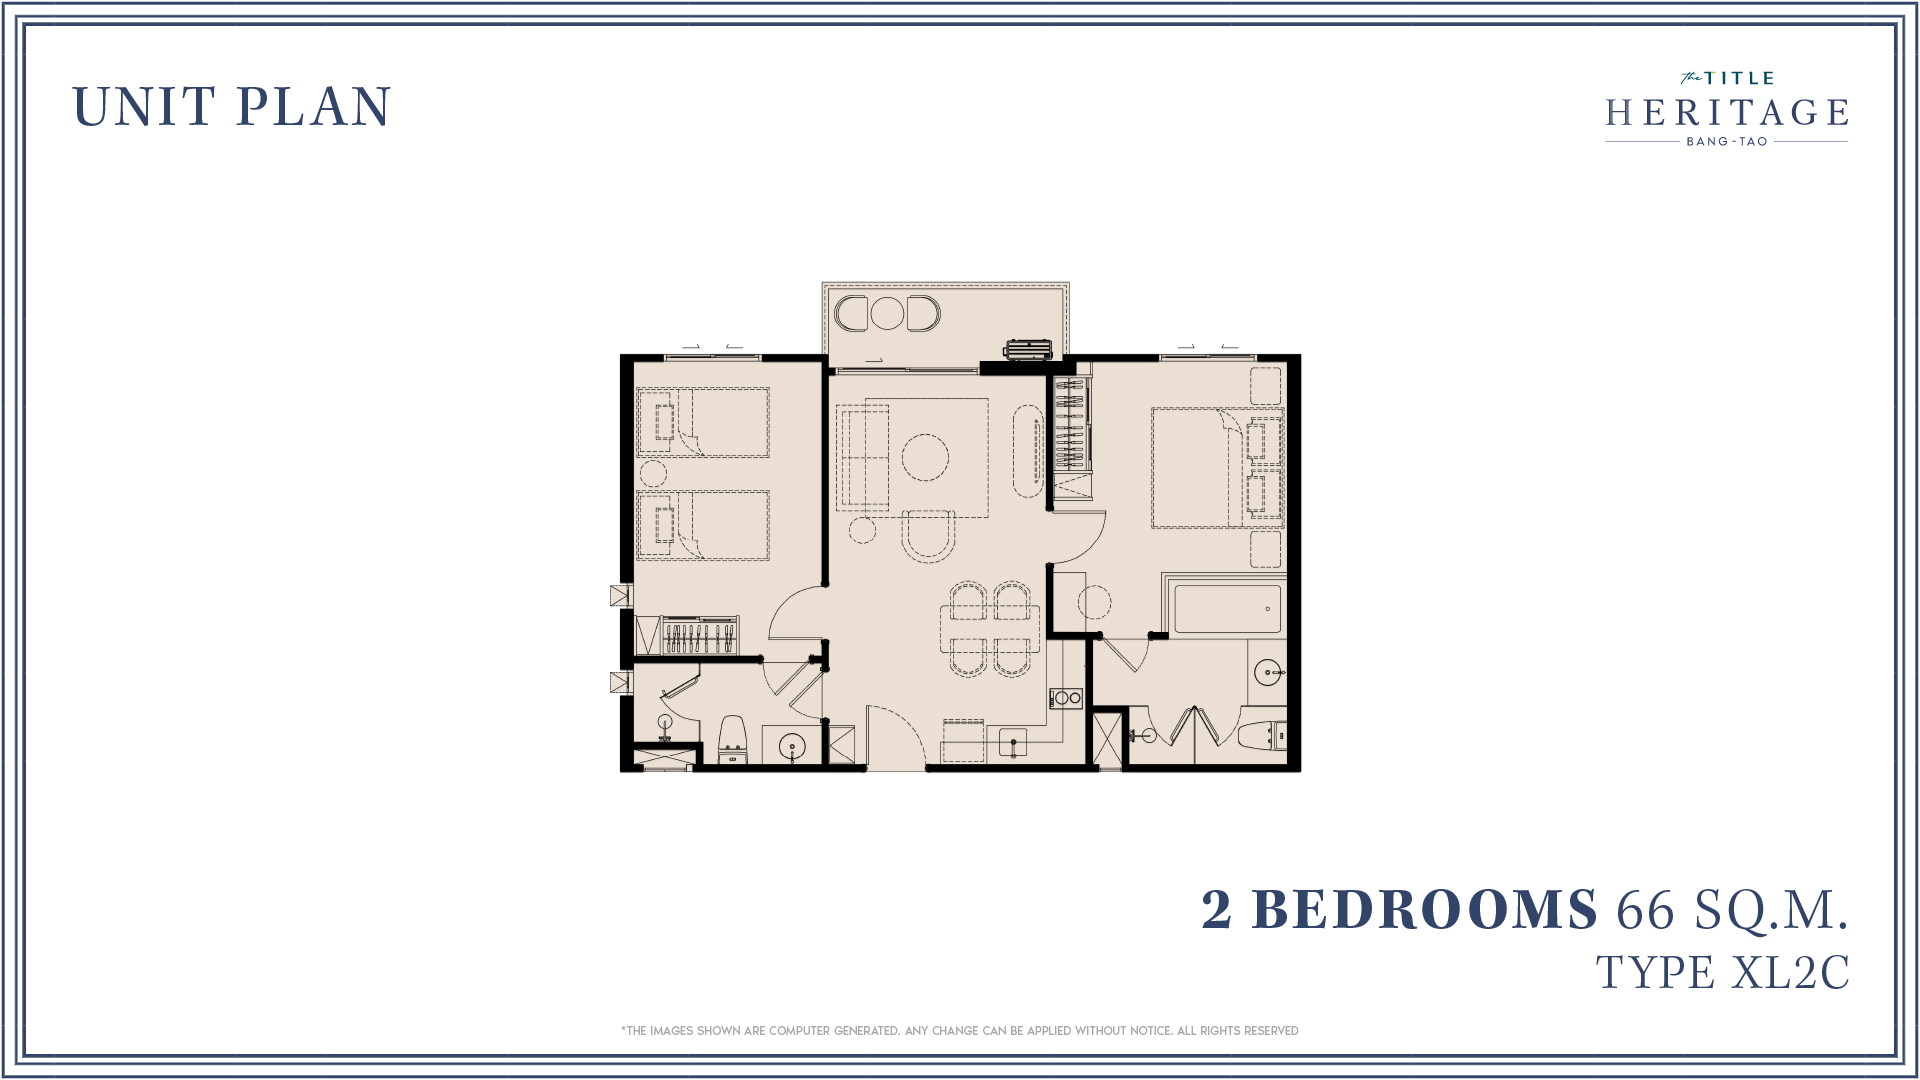 UNIT PLAN
the TITLE
HERITAGE
BANG-TAO
2 BEDROOMS 66 SQ.M.
TYPE XL2C
*THE IMAGES SHOWN ARE COMPUTER GENERATED. ANY CHANGE CAN BE APPLIED WITHOUT NOTICE. ALL RIGHTS RESERVED